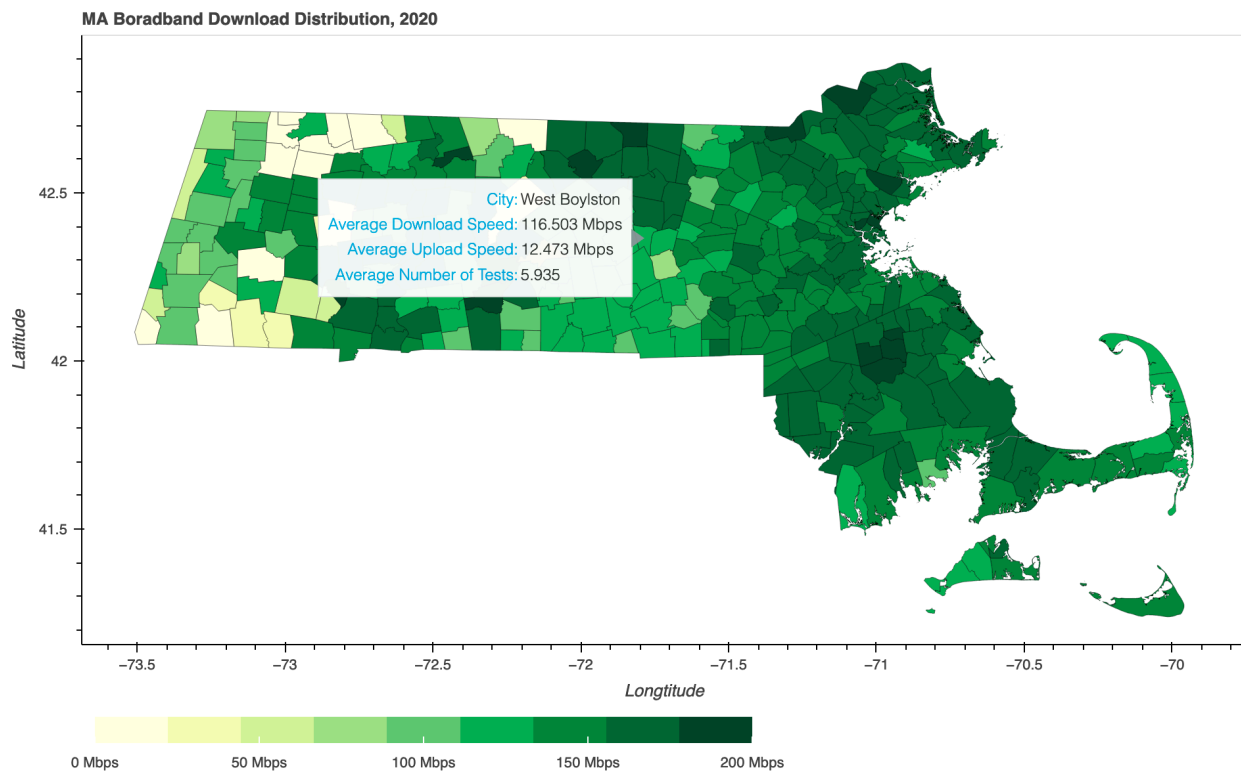 MA Boradband Download Distribution, 2020
City: West Boylston
Average Download Speed: 116.503 Mbps
Average Upload Speed: 12.473 Mbps
Average Number of Tests: 5.935
Latitude
42.5
42
41.5
−73.5 −73 −72.5 −72 −71.5 −71 −70.5 −70
Longtitude
0 Mbps 50 Mbps 100 Mbps 150 Mbps 200 Mbps